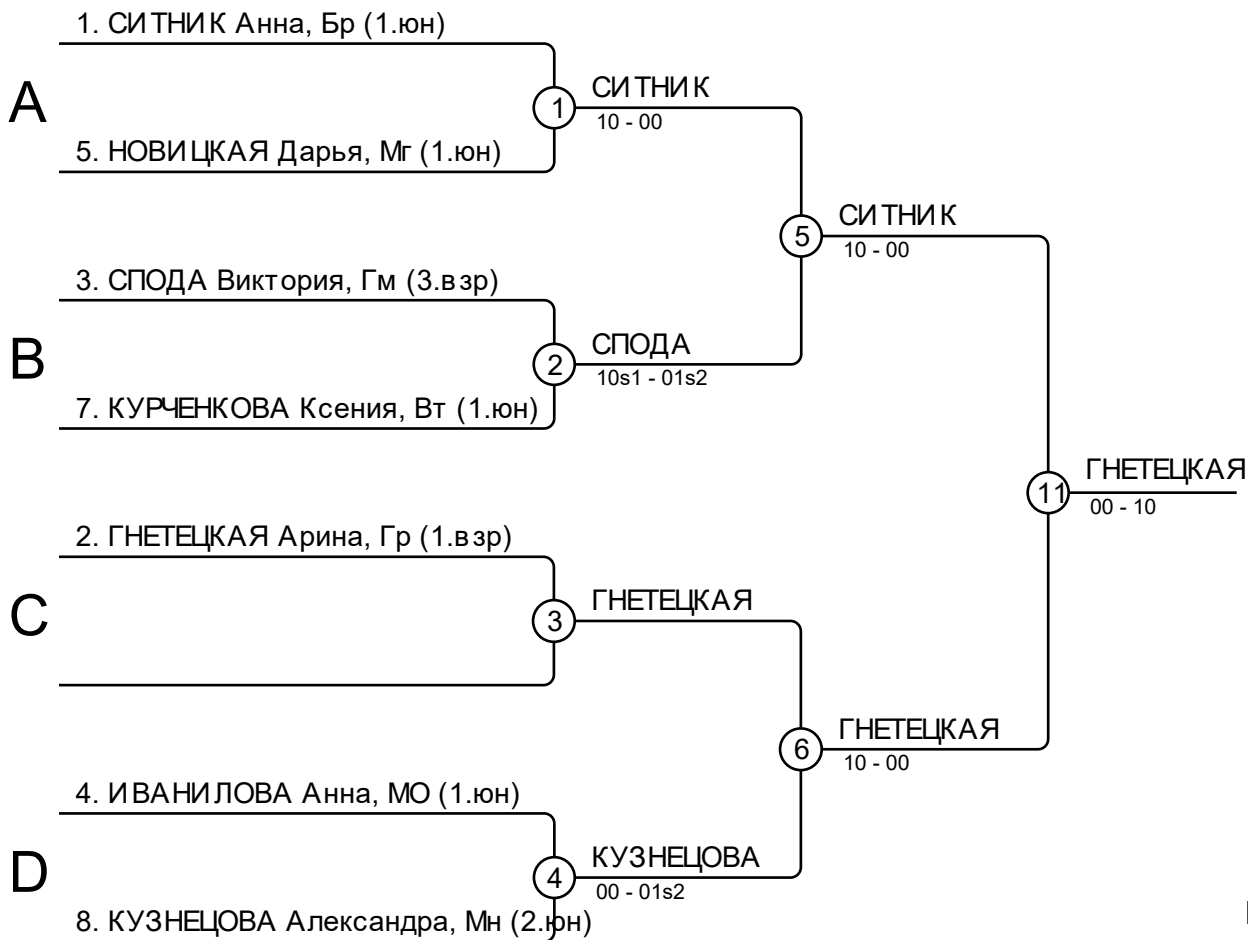 1. СИТНИК Анна, Бр (1.юн)
A
1
СИТНИК
10 - 00
5. НОВИЦКАЯ Дарья, Мг (1.юн)
5
СИТНИК
10 - 00
3. СПОДА Виктория, Гм (3.взр)
B
2
СПОДА
10s1 - 01s2
7. КУРЧЕНКОВА Ксения, Вт (1.юн)
11
ГНЕТЕЦКАЯ
00 - 10
2. ГНЕТЕЦКАЯ Арина, Гр (1.взр)
C
3
ГНЕТЕЦКАЯ
6
ГНЕТЕЦКАЯ
10 - 00
4. ИВАНИЛОВА Анна, МО (1.юн)
D
4
КУЗНЕЦОВА
00 - 01s2
8. КУЗНЕЦОВА Александра, Мн (2.юн)